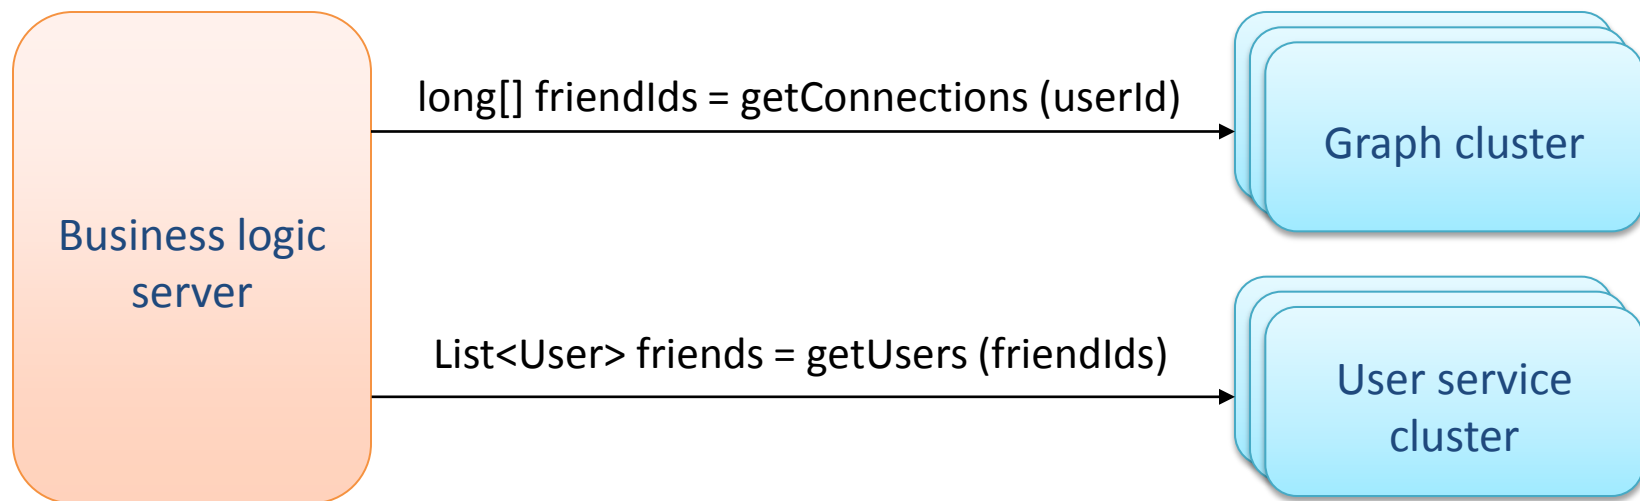 long[] friendIds = getConnections (userId)
Graph cluster
Business logic
server
List<User> friends = getUsers (friendIds)
User service
cluster